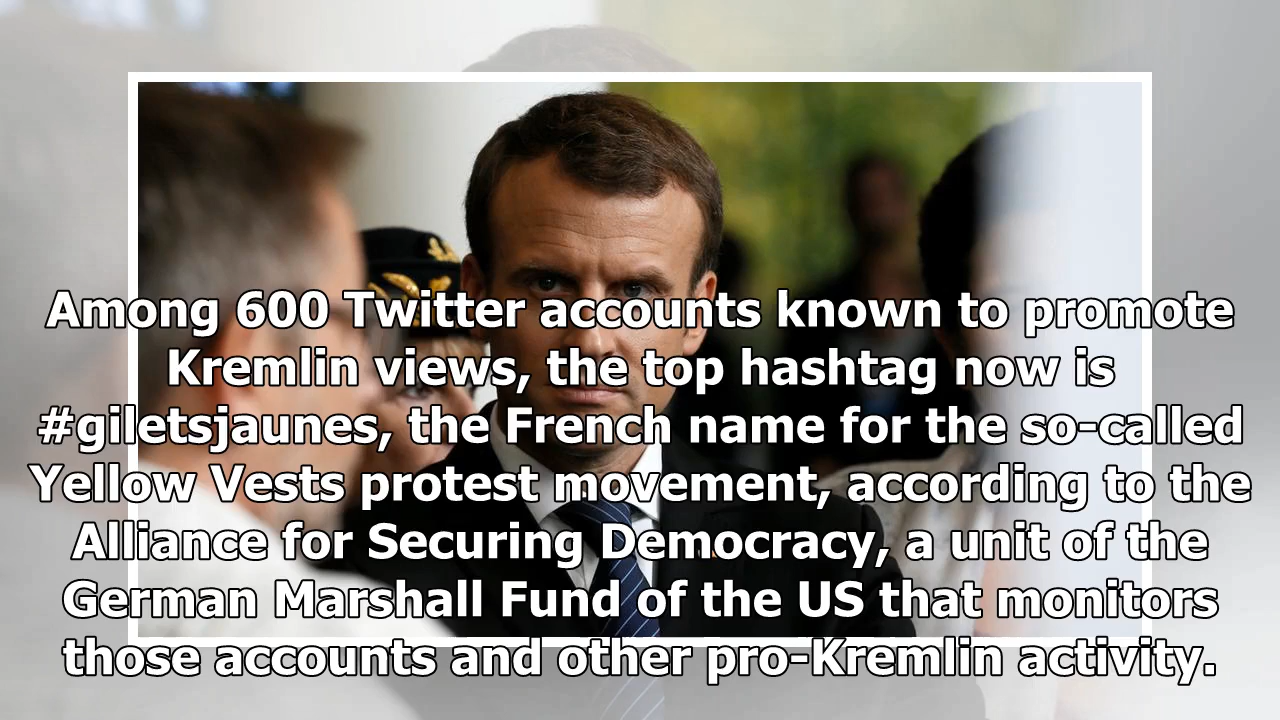 Among 600 Twitter accounts known to promote
Kremlin views, the top hashtag now is
#giletsjaunes, the French name for the so-called
Yellow Vests protest movement, according to the
Alliance for Securing Democracy, a unit of the
German Marshall Fund of the US that monitors
those accounts and other pro-Kremlin activity.